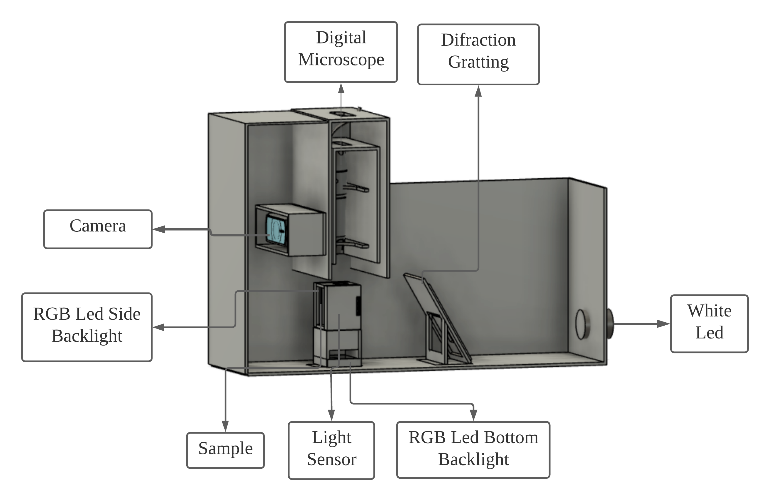 Digital
Microscope
Difraction
Gratting
Camera
RGB Led Side
Backlight
White
Led
Sample
Light
Sensor
RGB Led Bottom
Backlight